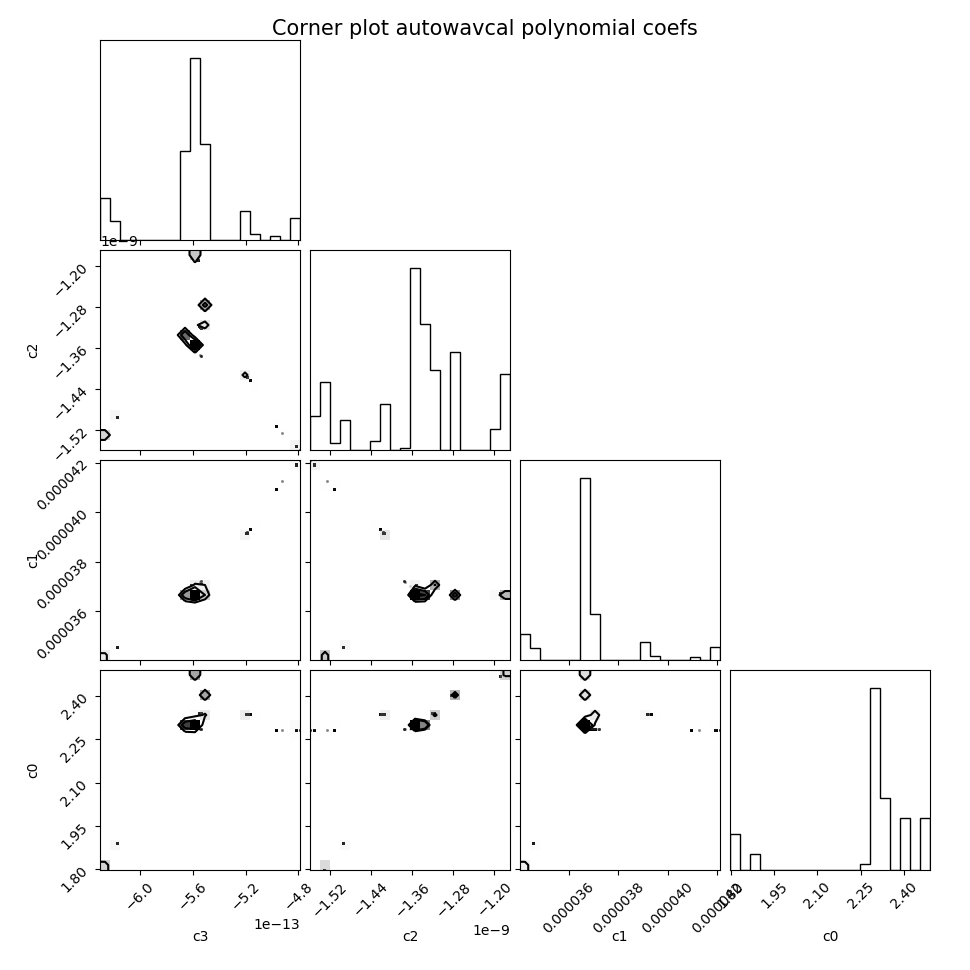 Corner plot autowavcal polynomial coefs
1e−9
−1.20
−1.28
−1.36
−1.44
−1.52
c2
0.000042
0.000040
0.000038
0.000036
c1
2.40
2.25
2.10
1.95
1.80
c0
−6.0 −5.6 −5.2 −4.8
1e−13
c3
−1.52 −1.44 −1.36 −1.28 −1.20
1e−9
c2
0.000036 0.000038 0.000040 0.000042
c1
1.80 1.95 2.10 2.25 2.40
c0